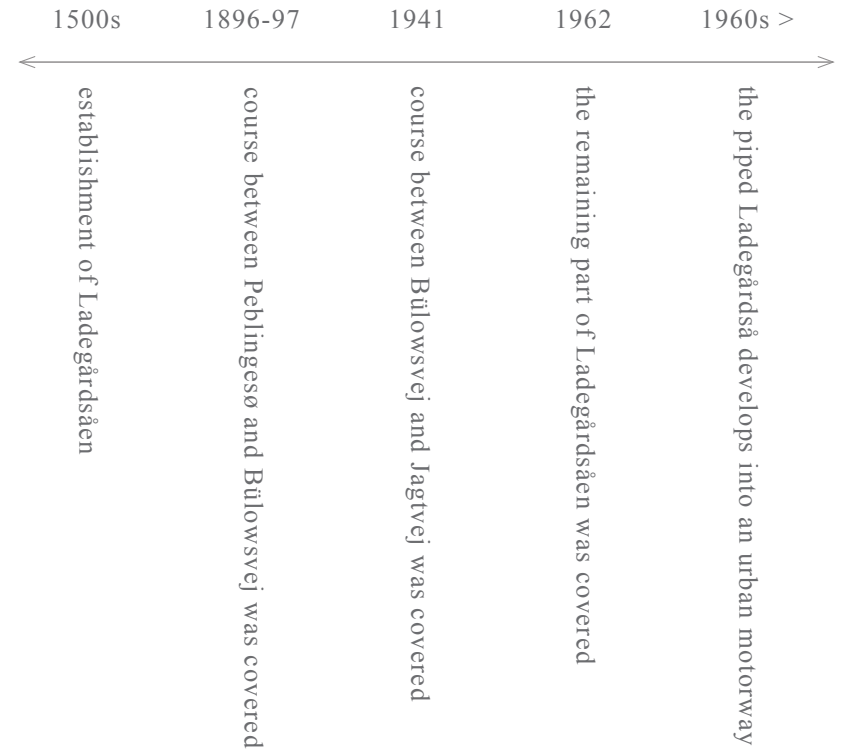 1500s
1896-97
1941
1962
1960s >
establishment of Ladegårdsåen
course between Peblingesø and Bülowsvej was covered
course between Bülowsvej and Jagtvej was covered
the remaining part of Ladegårdsåen was covered
the piped Ladegårdså develops into an urban motorway